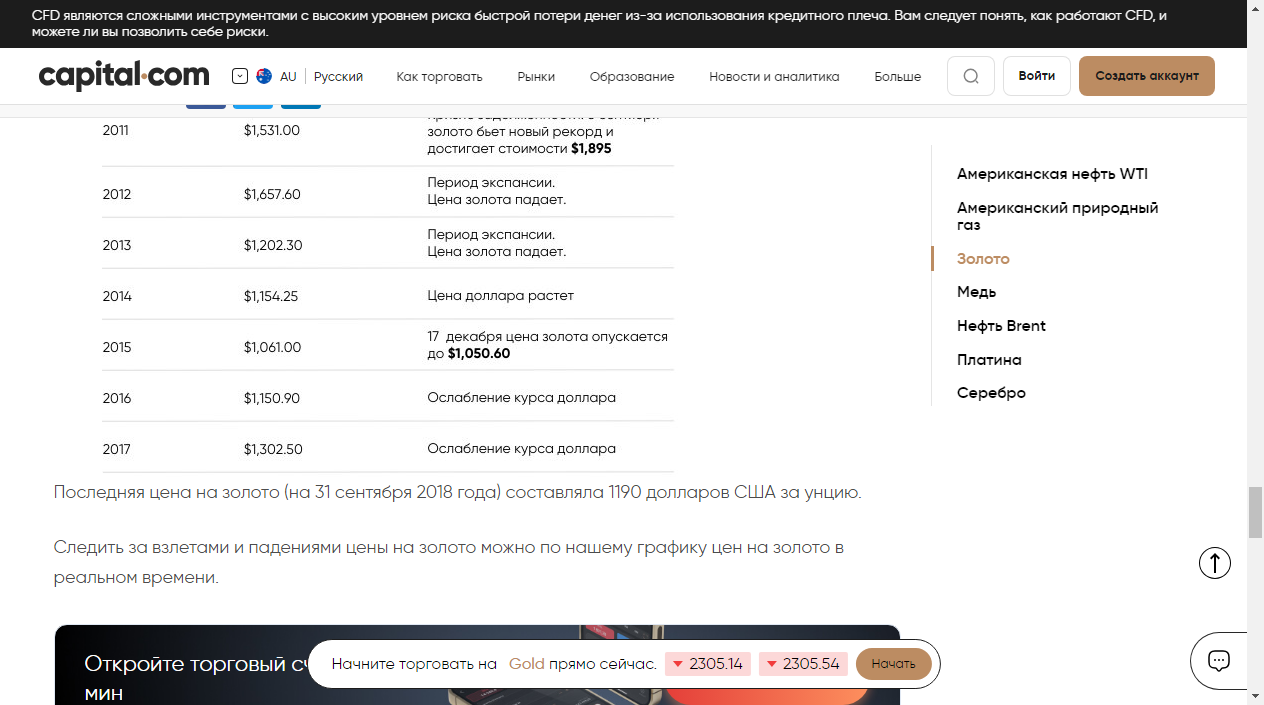 CFD являются сложными инструментами с высоким уровнем риска быстрой потери денег из-за использования кредитного плеча. Вам следует понять, как работают CFD, и
можете ли вы позволить себе риски.
capital.com
AU Русский
Как торговать
Рынки
Образование
Новости и аналитика
Больше
Войти
Создать аккаунт
2011 $1,531.00
золото бьет новый рекорд и
достигает стоимости $1,895
2012 $1,657.60 Период экспансии.
Цена золота падает.
2013 $1,202.30 Период экспансии.
Цена золота падает.
2014 $1,154.25 Цена доллара растет
2015 $1,061.00 17 декабря цена золота опускается
до $1,050.60
2016 $1,150.90 Ослабление курса доллара
2017 $1,302.50 Ослабление курса доллара
Американская нефть WTI
Американский природный
газ
Золото
Медь
Нефть Brent
Платина
Серебро
Последняя цена на золото (на 31 сентября 2018 года) составляла 1190 долларов США за унцию.
Следить за взлетами и падениями цены на золото можно по нашему графику цен на золото в
реальном времени.
Откройте торговый
мин
Начните торговать на Gold прямо сейчас. 2305.14 2305.54 Начать